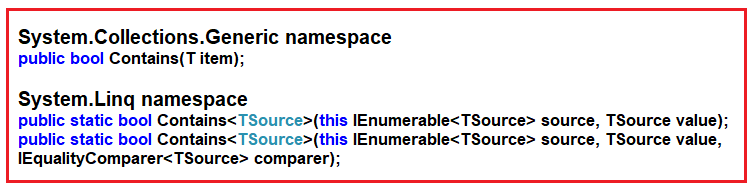 System.Collections.Generic namespace
public bool Contains(T item);
System.Linq namespace
public static bool Contains<TSource>(this IEnumerable<TSource> source, TSource value);
public static bool Contains<TSource>(this IEnumerable<TSource> source, TSource value,
IEqualityComparer<TSource> comparer);